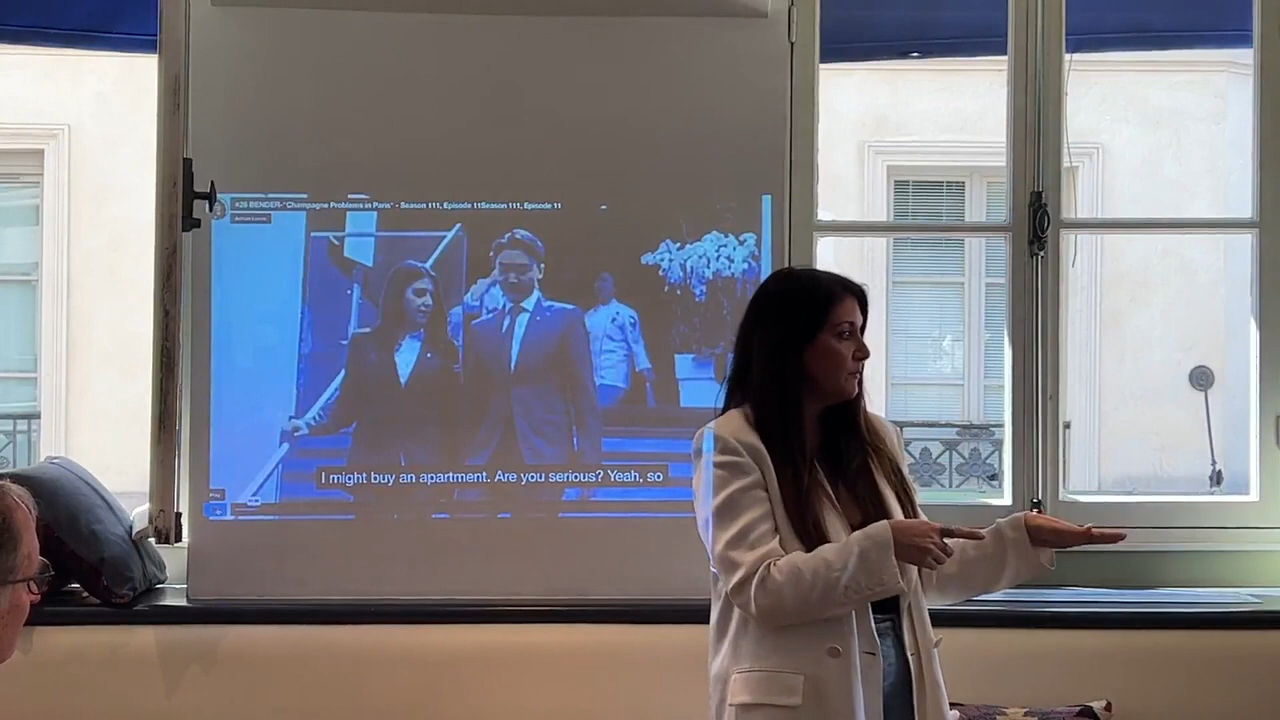 #26 BENDER-"Champagne Problems in Paris" - Season 111, Episode 11Season 111, Episode 11
I might buy an apartment. Are you serious? Yeah, so
Play